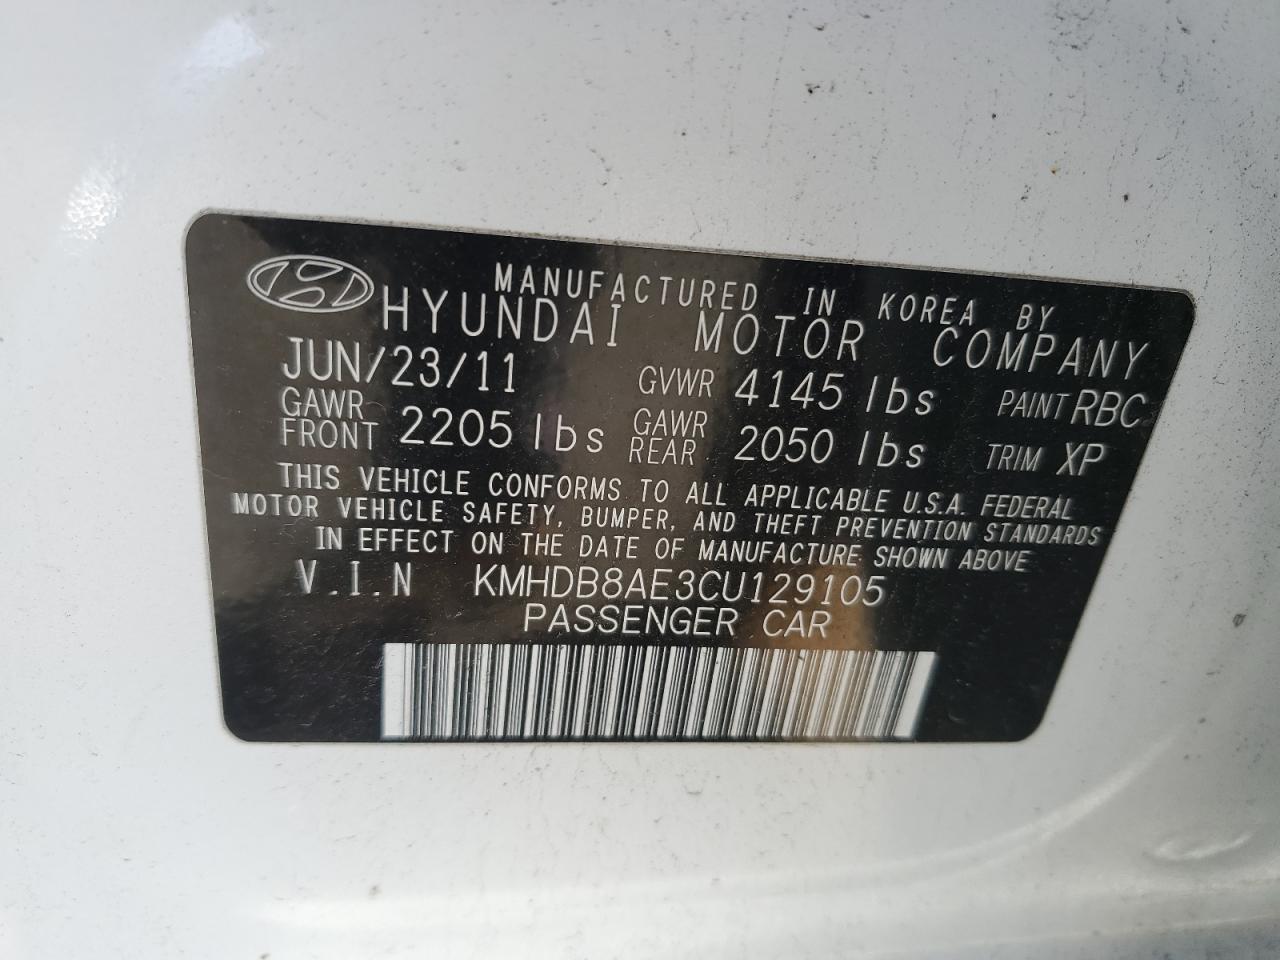 MANUFACTURED IN KOREA BY
HYUNDAI MOTOR COMPANY
JUN/23/11 GVWR 4145 lbs PAINT RBC
GAWR FRONT 2205 lbs GAWR REAR 2050 lbs TRIM XP
THIS VEHICLE CONFORMS TO ALL APPLICABLE U.S.A. FEDERAL
MOTOR VEHICLE SAFETY, BUMPER, AND THEFT PREVENTION STANDARDS
IN EFFECT ON THE DATE OF MANUFACTURE SHOWN ABOVE
V.I.N KMHDB8AE3CU129105
PASSENGER CAR